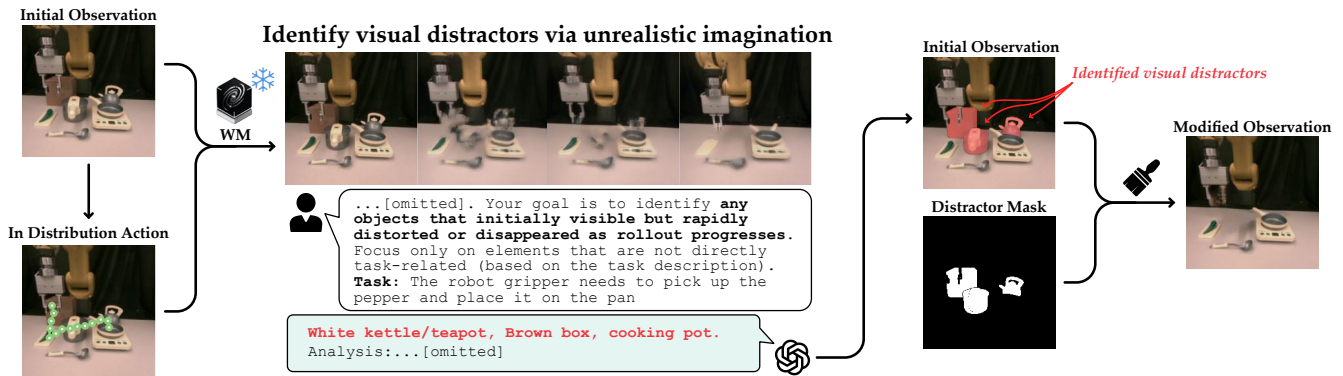 Initial Observation
In Distribution Action
WM
Identify visual distractors via unrealistic imagination
...[omitted]. Your goal is to identify any
objects that initially visible but rapidly
distorted or disappeared as rollout progresses.
Focus only on elements that are not directly
task-related (based on the task description).
Task: The robot gripper needs to pick up the
pepper and place it on the pan
White kettle/teapot, Brown box, cooking pot.
Analysis:...[omitted]
Initial Observation
Identified visual distractors
Distractor Mask
Modified Observation